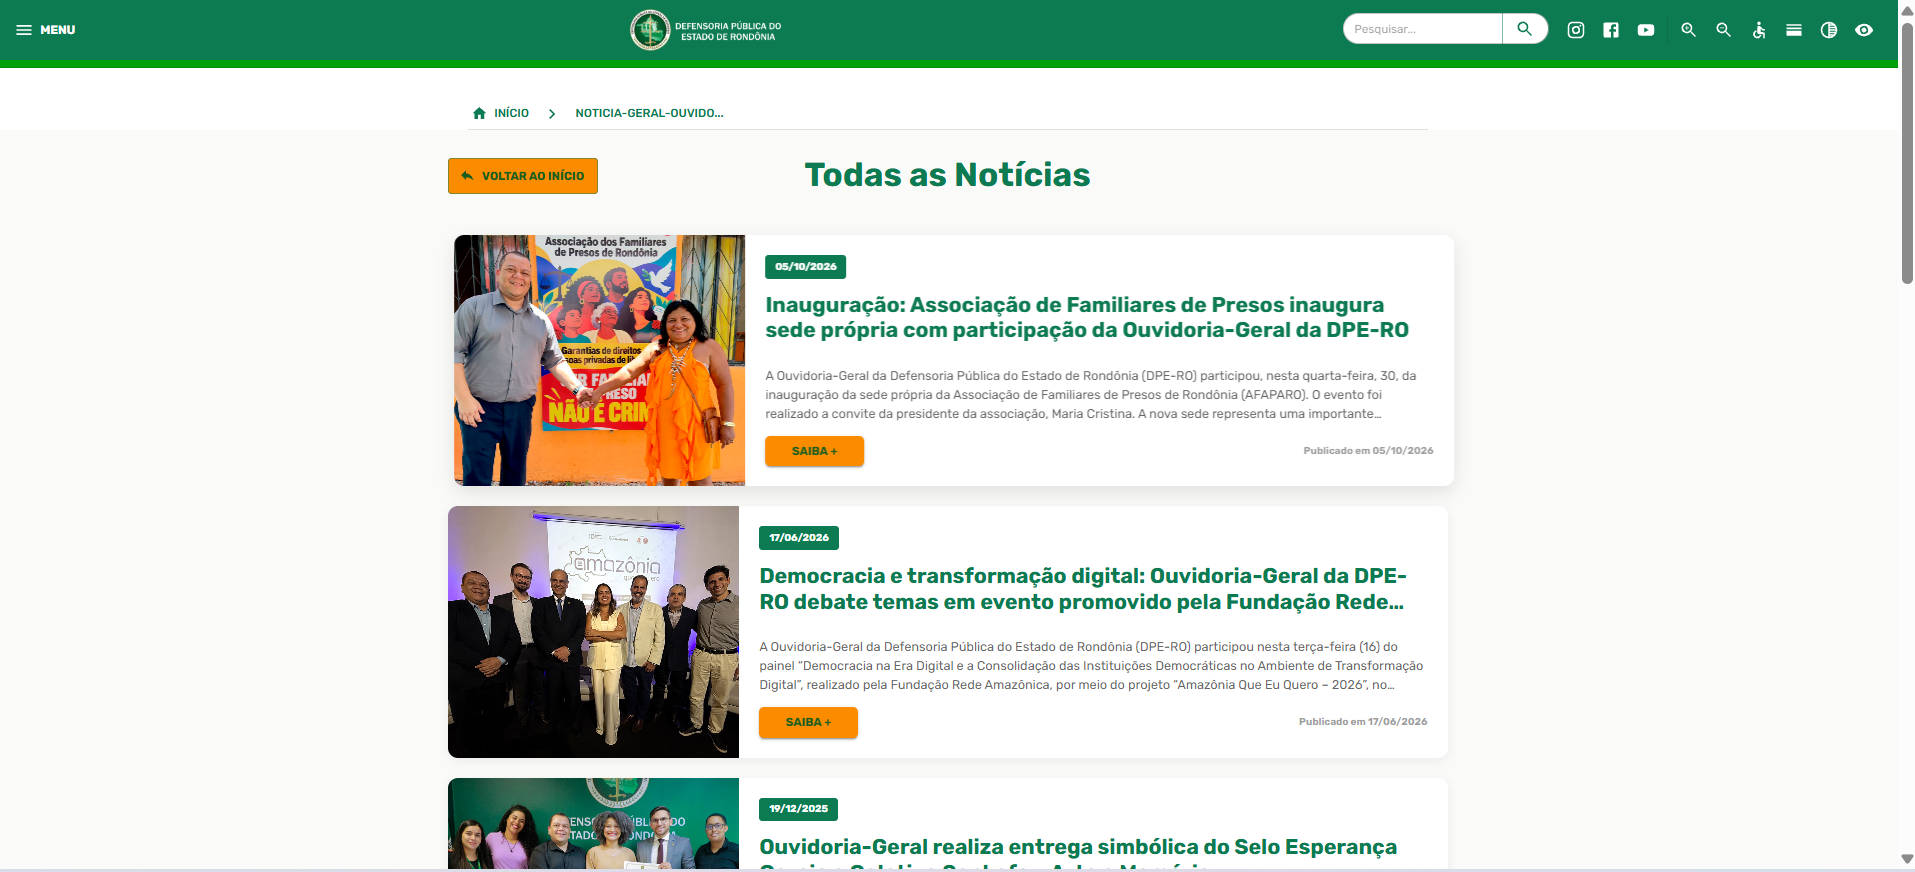 MENU
DEFENSORIA PÚBLICA DO
ESTADO DE RONDÔNIA
Pesquisar...
INÍCIO
NOTICIA-GERAL-OUVIDO...
VOLTAR AO INÍCIO
Todas as Notícias
Associação dos Familiares
de Presos de Rondônia
Garantias de direitos
NÃO É CRIM
05/10/2026
Inauguração: Associação de Familiares de Presos inaugura
sede própria com participação da Ouvidoria-Geral da DPE-RO
A Ouvidoria-Geral da Defensoria Pública do Estado de Rondônia (DPE-RO) participou, nesta quarta-feira, 30, da
inauguração da sede própria da Associação de Familiares de Presos de Rondônia (AFAPARO). O evento foi
realizado a convite da presidente da associação, Maria Cristina. A nova sede representa uma importante...
SAIBA +
Publicado em 05/10/2026
amazônia
17/06/2026
Democracia e transformação digital: Ouvidoria-Geral da DPE-
RO debate temas em evento promovido pela Fundação Rede...
A Ouvidoria-Geral da Defensoria Pública do Estado de Rondônia (DPE-RO) participou nesta terça-feira (16) do
painel “Democracia na Era Digital e a Consolidação das Instituições Democráticas no Ambiente de Transformação
Digital”, realizado pela Fundação Rede Amazônica, por meio do projeto “Amazônia Que Eu Quero – 2026”, no...
SAIBA +
Publicado em 17/06/2026
19/12/2025
Ouvidoria-Geral realiza entrega simbólica do Selo Esperança